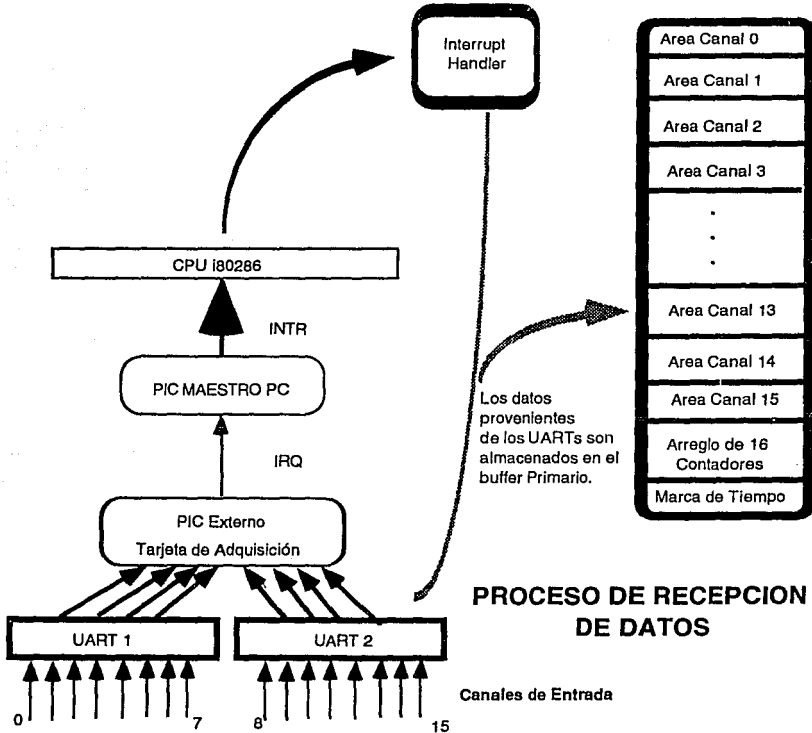 Interrupt
Handler
Area Canal 0
Area Canal 1
Area Canal 2
Area Canal 3
.
.
.
Area Canal 13
Area Canal 14
Area Canal 15
Arreglo de 16
Contadores
Marca de Tiempo
CPU i80286
INTR
PIC MAESTRO PC
IRQ
Los datos
provenientes
de los UARTs son
almacenados en el
buffer Primario.
PIC Externo
Tarjeta de Adquisición
UART 1
UART 2
PROCESO DE RECEPCION
DE DATOS
Canales de Entrada
0
7
8
15